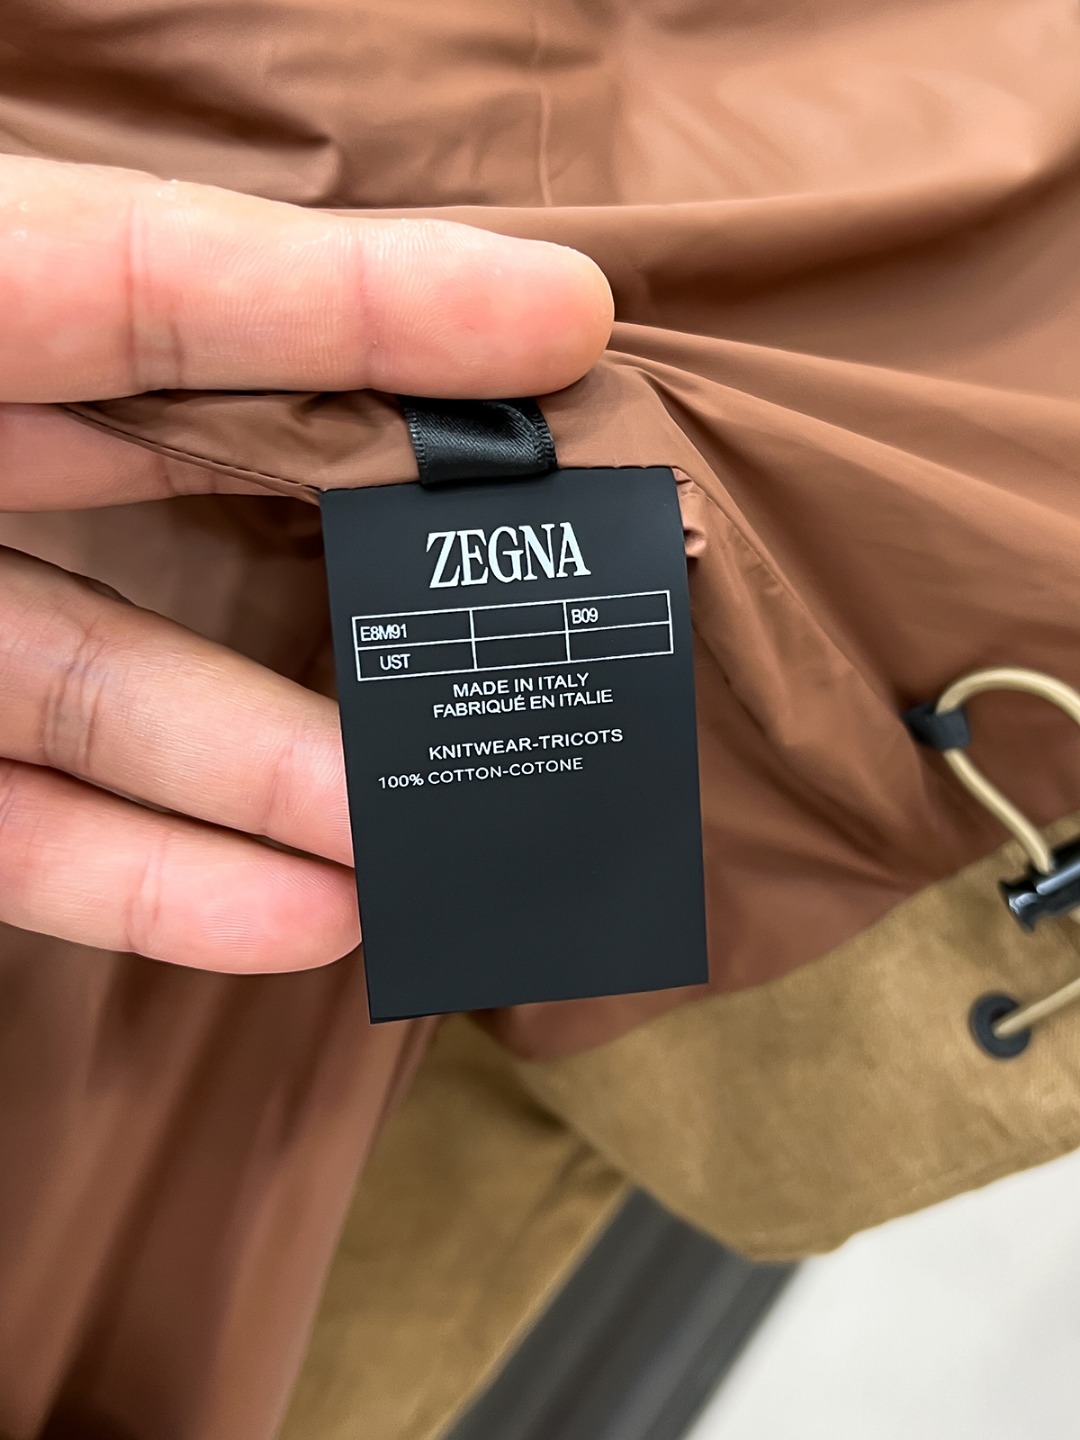 ZEGNA
E8M91 B09
UST
MADE IN ITALY
FABRIQUÉ EN ITALIE
KNITWEAR-TRICOTS
100% COTTON-COTONE